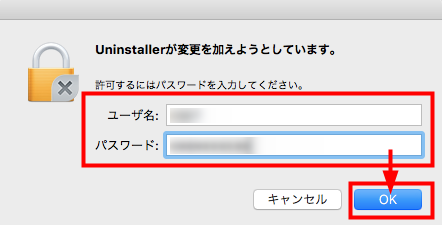 Uninstallerが変更を加えようとしています。
許可するにはパスワードを入力してください。
ユーザ名:
パスワード:
キャンセル
OK